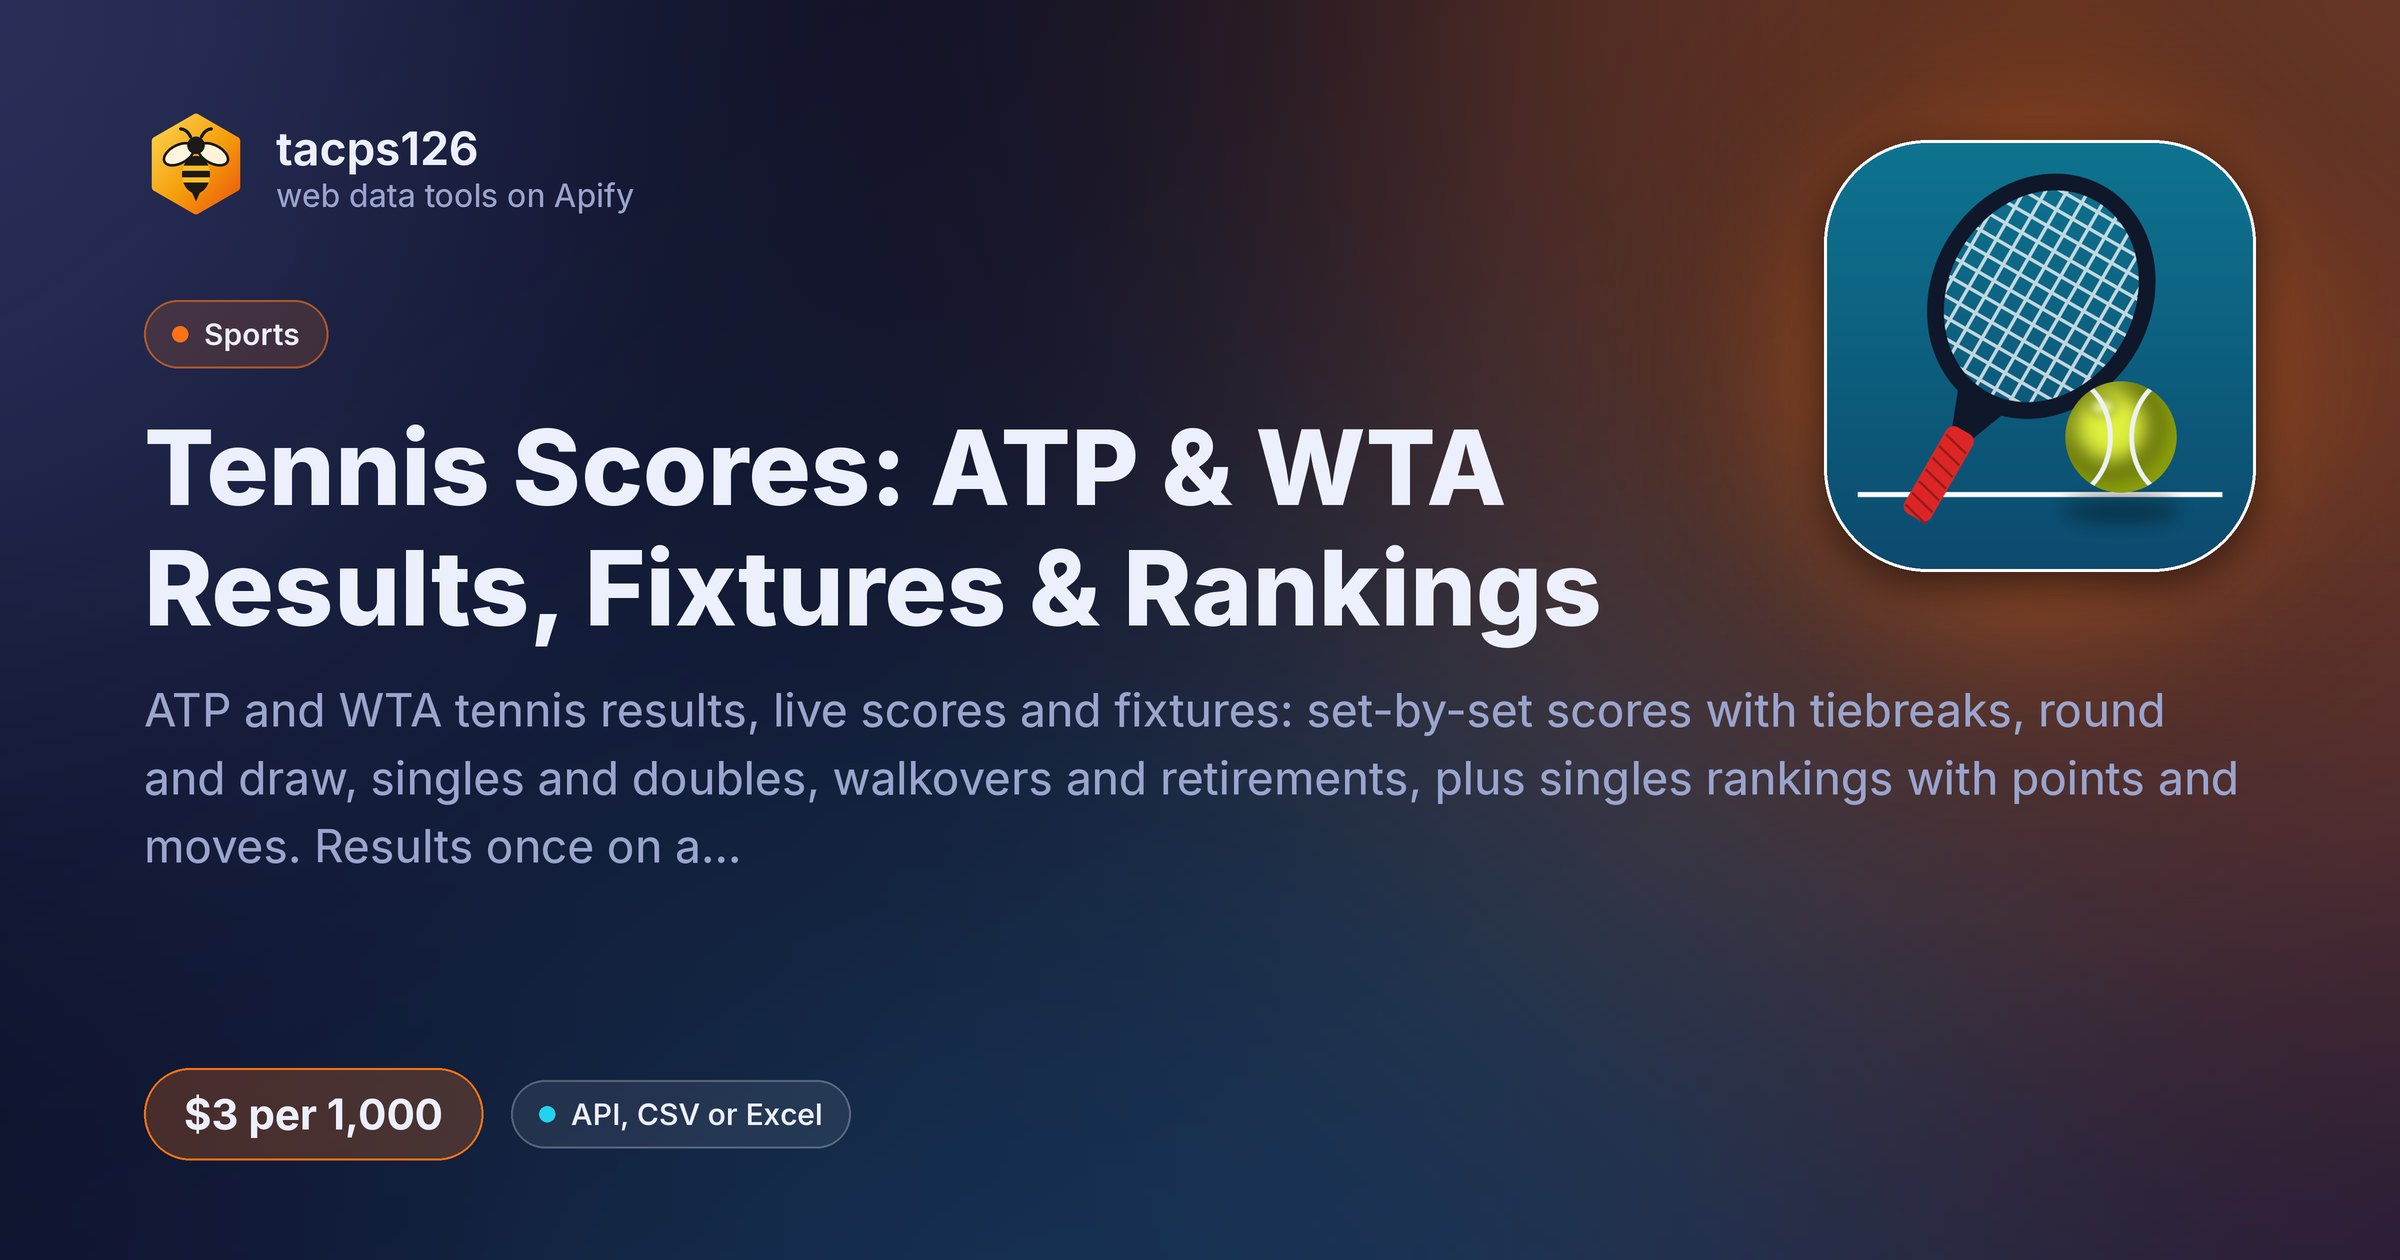 tacps126
web data tools on Apify
Sports
Tennis Scores: ATP & WTA
Results, Fixtures & Rankings
ATP and WTA tennis results, live scores and fixtures: set-by-set scores with tiebreaks, round
and draw, singles and doubles, walkovers and retirements, plus singles rankings with points and
moves. Results once on a...
$3 per 1,000
API, CSV or Excel